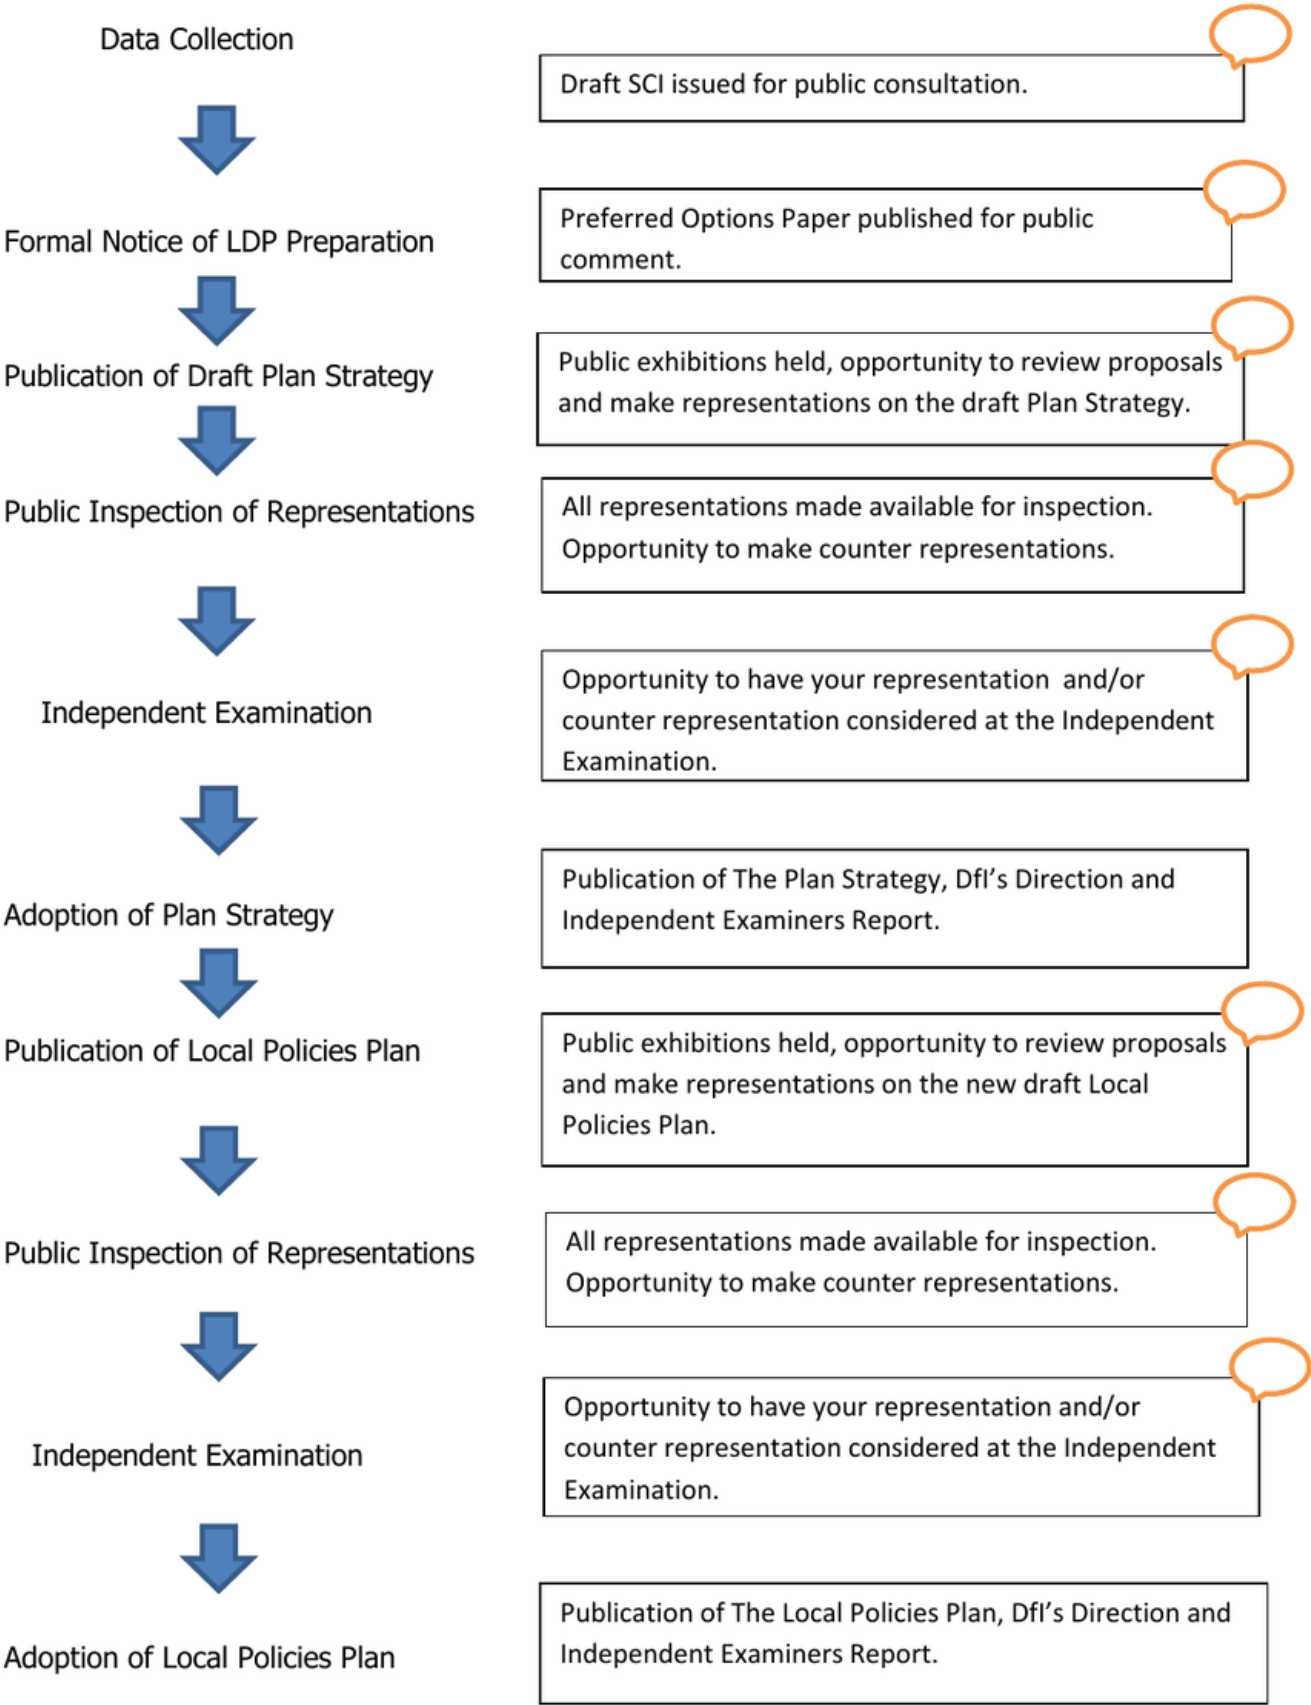 Data Collection
Draft SCI issued for public consultation.
Formal Notice of LDP Preparation
Preferred Options Paper published for public
comment.
Publication of Draft Plan Strategy
Public exhibitions held, opportunity to review proposals
and make representations on the draft Plan Strategy.
Public Inspection of Representations
All representations made available for inspection.
Opportunity to make counter representations.
Independent Examination
Opportunity to have your representation and/or
counter representation considered at the Independent
Examination.
Adoption of Plan Strategy
Publication of The Plan Strategy, DfI's Direction and
Independent Examiners Report.
Publication of Local Policies Plan
Public exhibitions held, opportunity to review proposals
and make representations on the new draft Local
Policies Plan.
Public Inspection of Representations
All representations made available for inspection.
Opportunity to make counter representations.
Independent Examination
Opportunity to have your representation and/or
counter representation considered at the Independent
Examination.
Adoption of Local Policies Plan
Publication of The Local Policies Plan, DfI's Direction and
Independent Examiners Report.